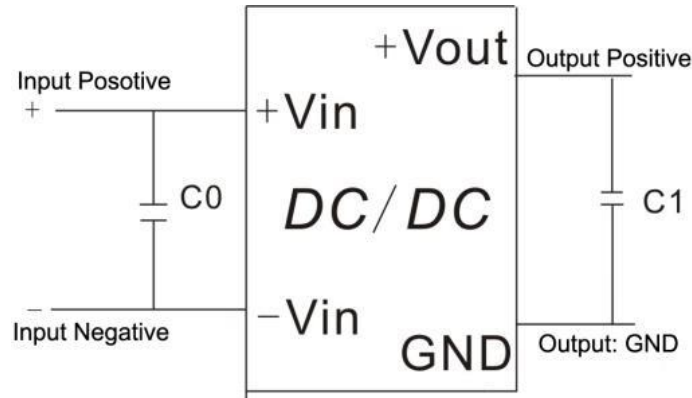 +Vout
Output Positive
Input Posotive
+
+Vin
C0
DC/DC
C1
−
−Vin
Input Negative
GND
Output: GND